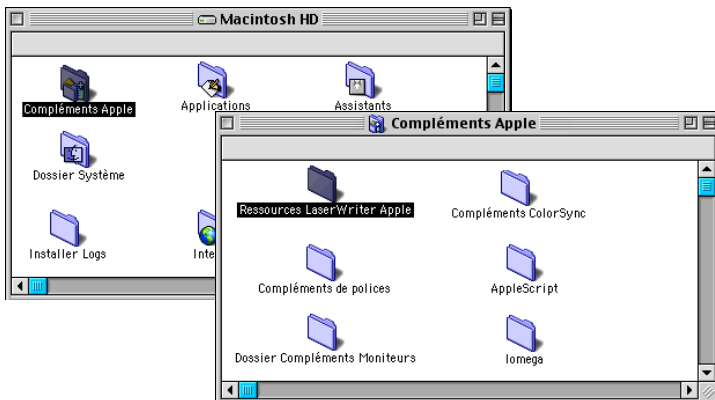 Macintosh HD
Compléments Apple
Applications
Assistants
Dossier Système
Installer Logs
Inte
Compléments Apple
Ressources LaserWriter Apple
Compléments ColorSync
Compléments de polices
AppleScript
Dossier Compléments Moniteurs
Iomega